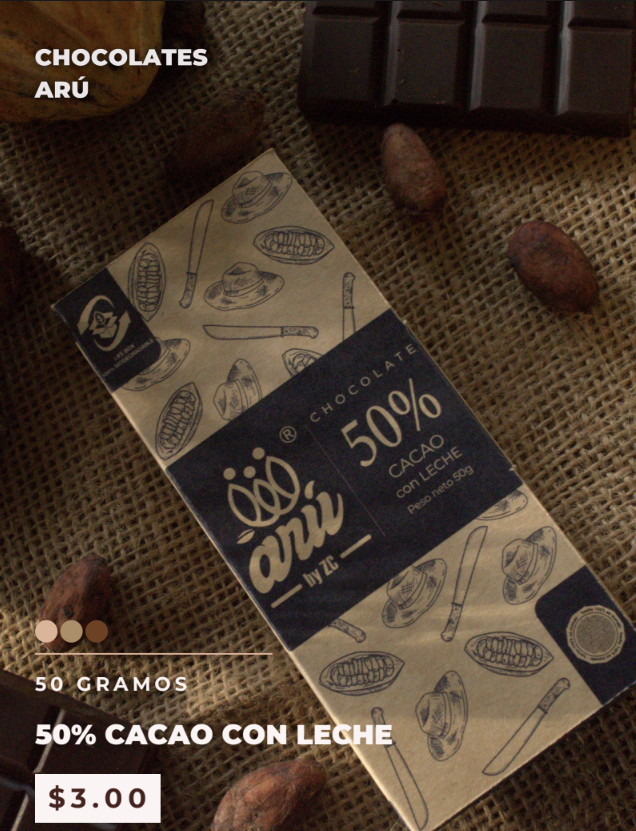 CHOCOLATES
ARÚ
CHOCOLATE
®
50%
CACAO
con LECHE
Peso neto 50g
arú
by ZC
50 GRAMOS
50% CACAO CON LECHE
$3.00